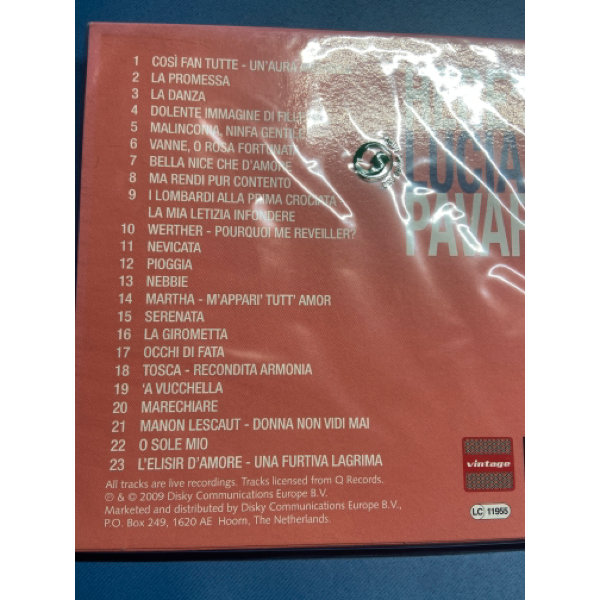 1 COSÌ FAN TUTTE - UN'AURA
2 LA PROMESSA
3 LA DANZA
4 DOLENTE IMMAGINE DI
5 MALINCONIA, NINFA GENTILE
6 VANNE, O ROSA FORTUNATA
7 BELLA NICE CHE D'AMORE
8 MA RENDI PUR CONTENTO
9 I LOMBARDI ALLA PRIMA CROCIATA
LA MIA LETIZIA INFONDERE
10 WERTHER - POURQUOI ME REVEILLER?
11 NEVICATA
12 PIOGGIA
13 NEBBIE
14 MARTHA - M'APPARI' TUTT' AMOR
15 SERENATA
16 LA GIROMETTA
17 OCCHI DI FATA
18 TOSCA - RECONDITA ARMONIA
19 'A VUCCHELLA
20 MARECHIARE
21 MANON LESCAUT - DONNA NON VIDI MAI
22 O SOLE MIO
23 L'ELISIR D'AMORE - UNA FURTIVA LAGRIMA
All tracks are live recordings. Tracks licensed from Q Records.
℗ & © 2009 Disky Communications Europe B.V.
Marketed and distributed by Disky Communications Europe B.V.,
P.O. Box 249, 1620 AE Hoorn, The Netherlands.
LUCIA
PAVAR
vintage
LC 11955